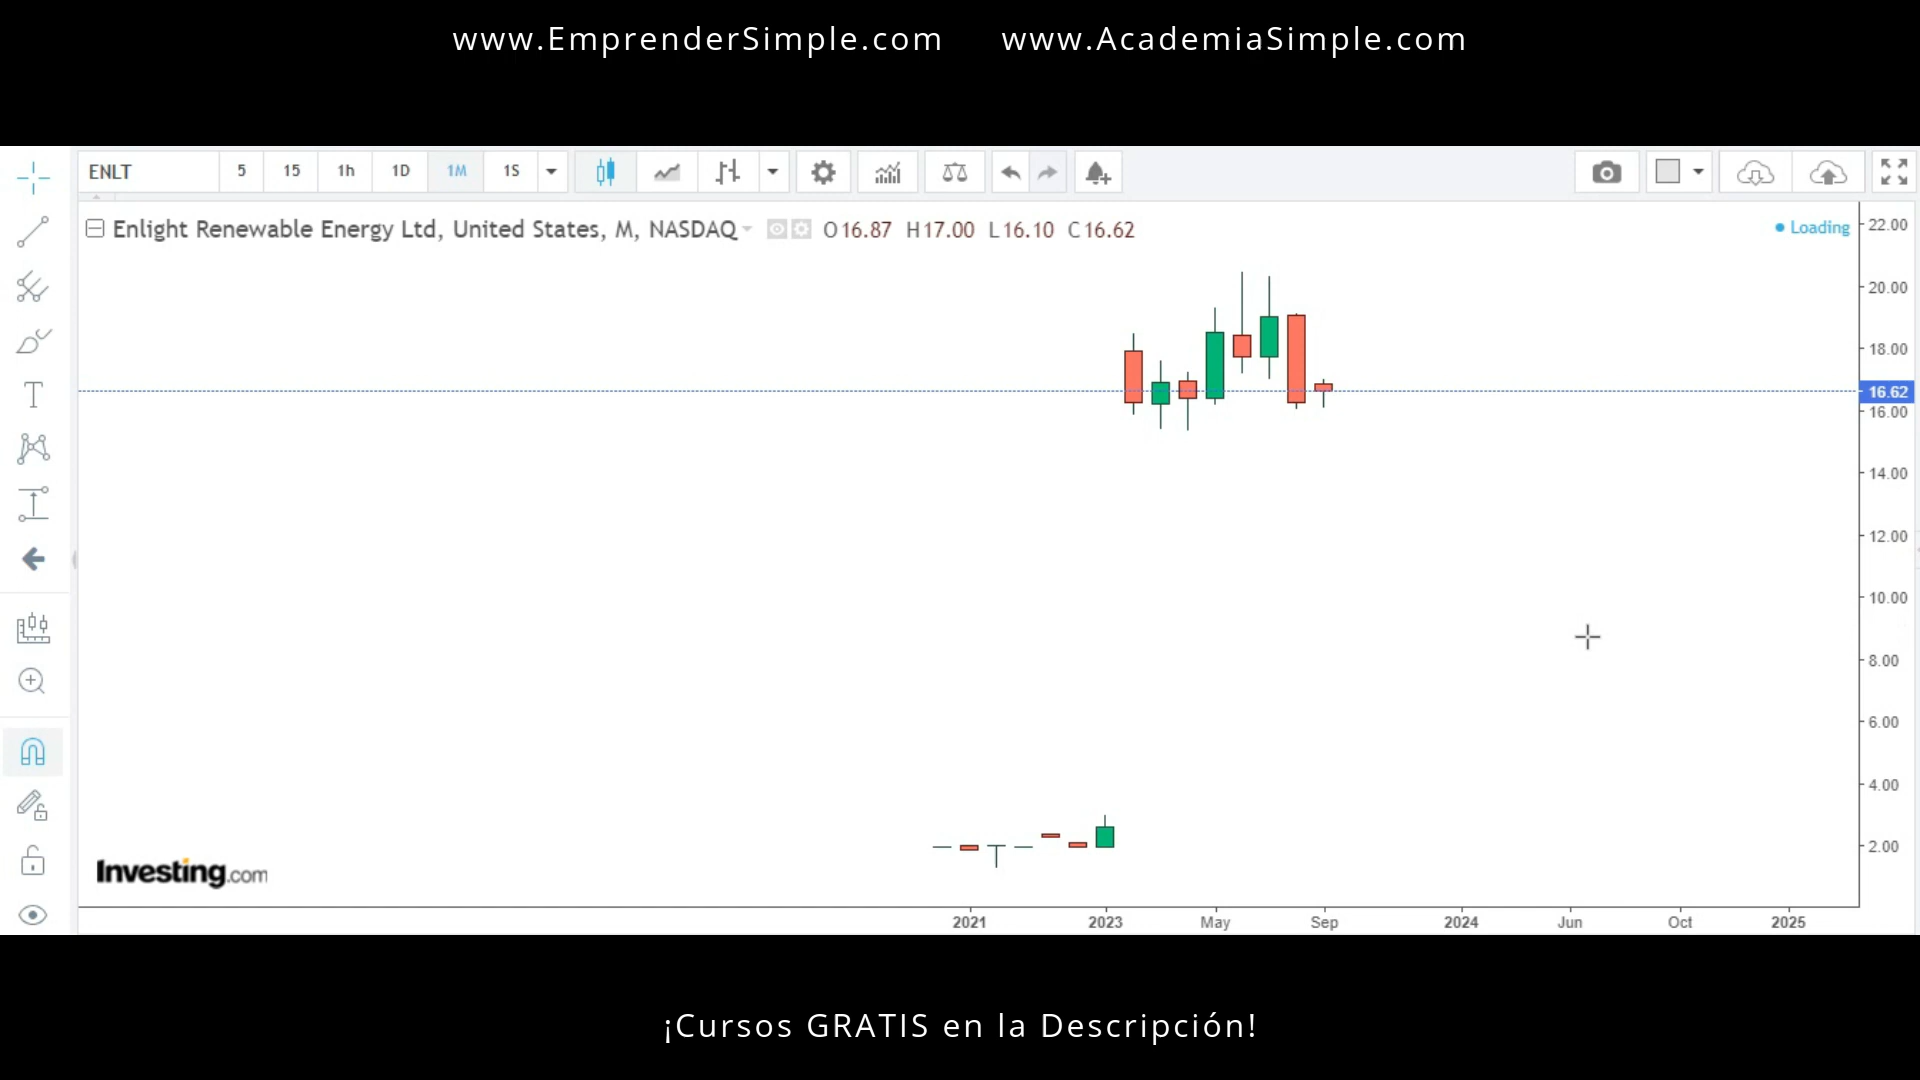 www.EmprenderSimple.com www.AcademiaSimple.com
ENLT 5 15 1h 1D 1M 1S
Enlight Renewable Energy Ltd, United States, M, NASDAQ O16.87 H17.00 L16.10 C16.62
Loading
22.00
20.00
18.00
16.62
16.00
14.00
12.00
10.00
8.00
6.00
4.00
2.00
Investing.com
2021 2023 May Sep 2024 Jun Oct 2025
¡Cursos GRATIS en la Descripción!